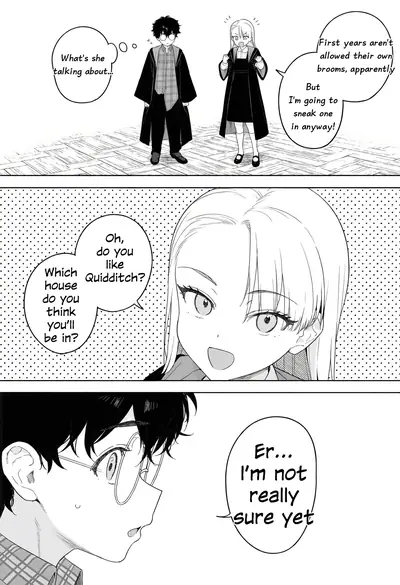 First years aren't
allowed their own
brooms, apparently
But
I'm going to
sneak one
in anyway!
What's she
talking about...
Oh,
do you
like
Quidditch?
Which
house do
you think
you'll
be in?
Er...
I'm not
really
sure yet